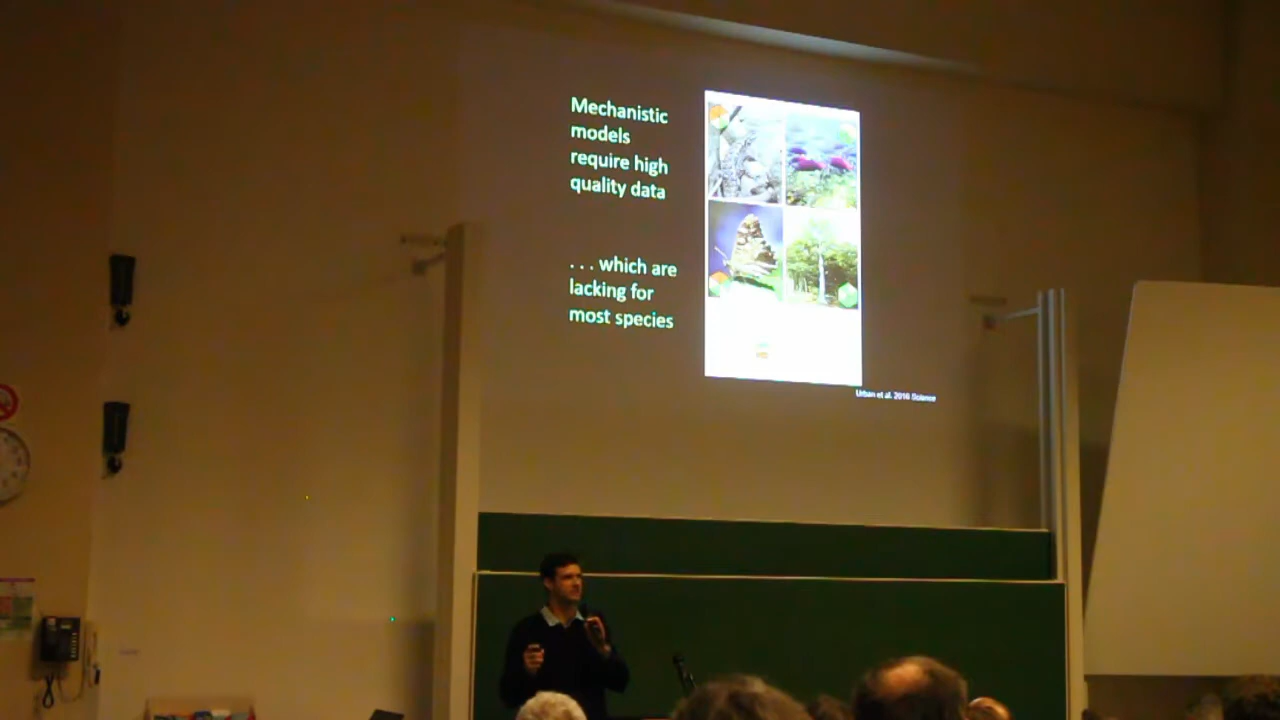 Mechanistic
models
require high
quality data
. . . which are
lacking for
most species
Urban et al. 2016 Science